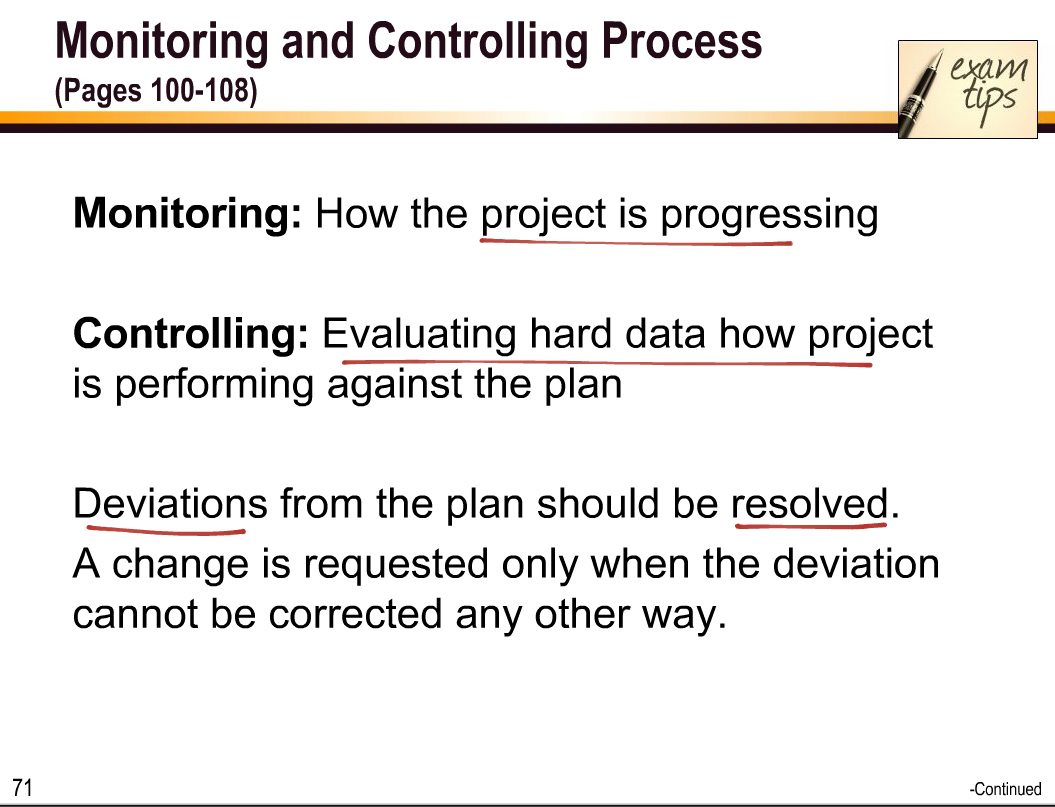 Monitoring and Controlling Process
(Pages 100-108)
exam
tips
Monitoring: How the project is progressing
Controlling: Evaluating hard data how project
is performing against the plan
Deviations from the plan should be resolved.
A change is requested only when the deviation
cannot be corrected any other way.
71
-Continued